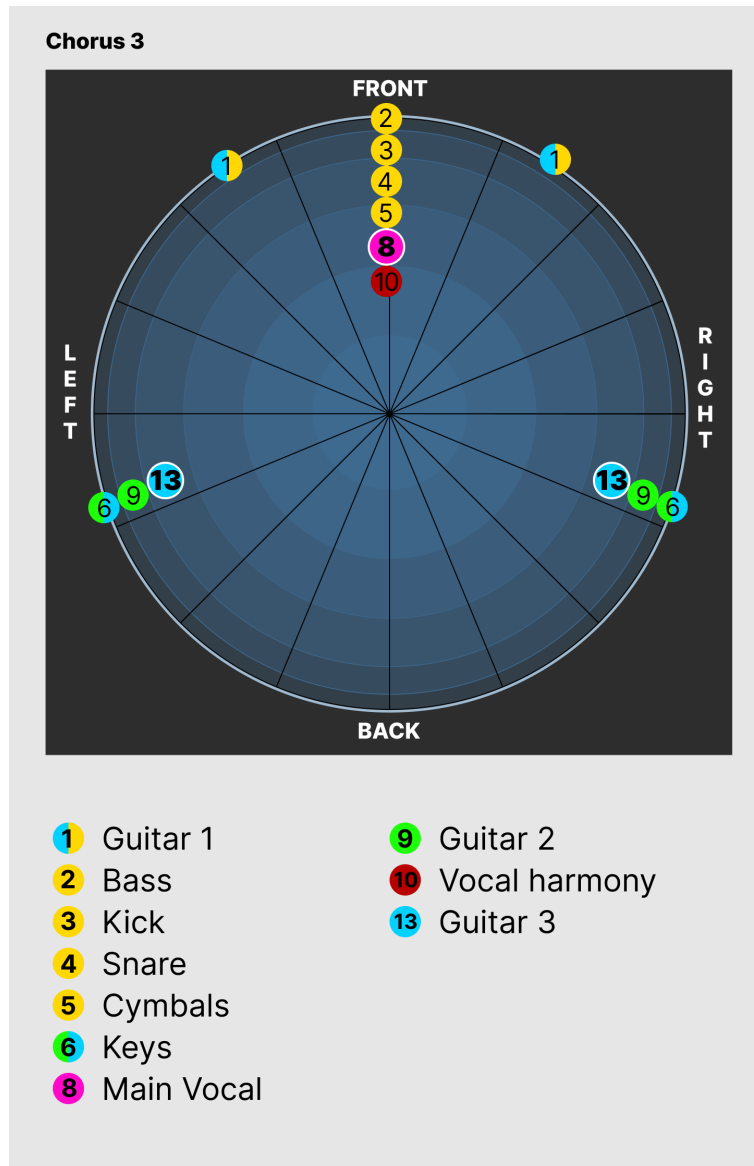 Chorus 3
FRONT
2
1
1
3
4
5
8
10
LEFT
RIGHT
13
9
6
13
9
6
BACK
1 Guitar 1
2 Bass
3 Kick
4 Snare
5 Cymbals
6 Keys
8 Main Vocal
9 Guitar 2
10 Vocal harmony
13 Guitar 3